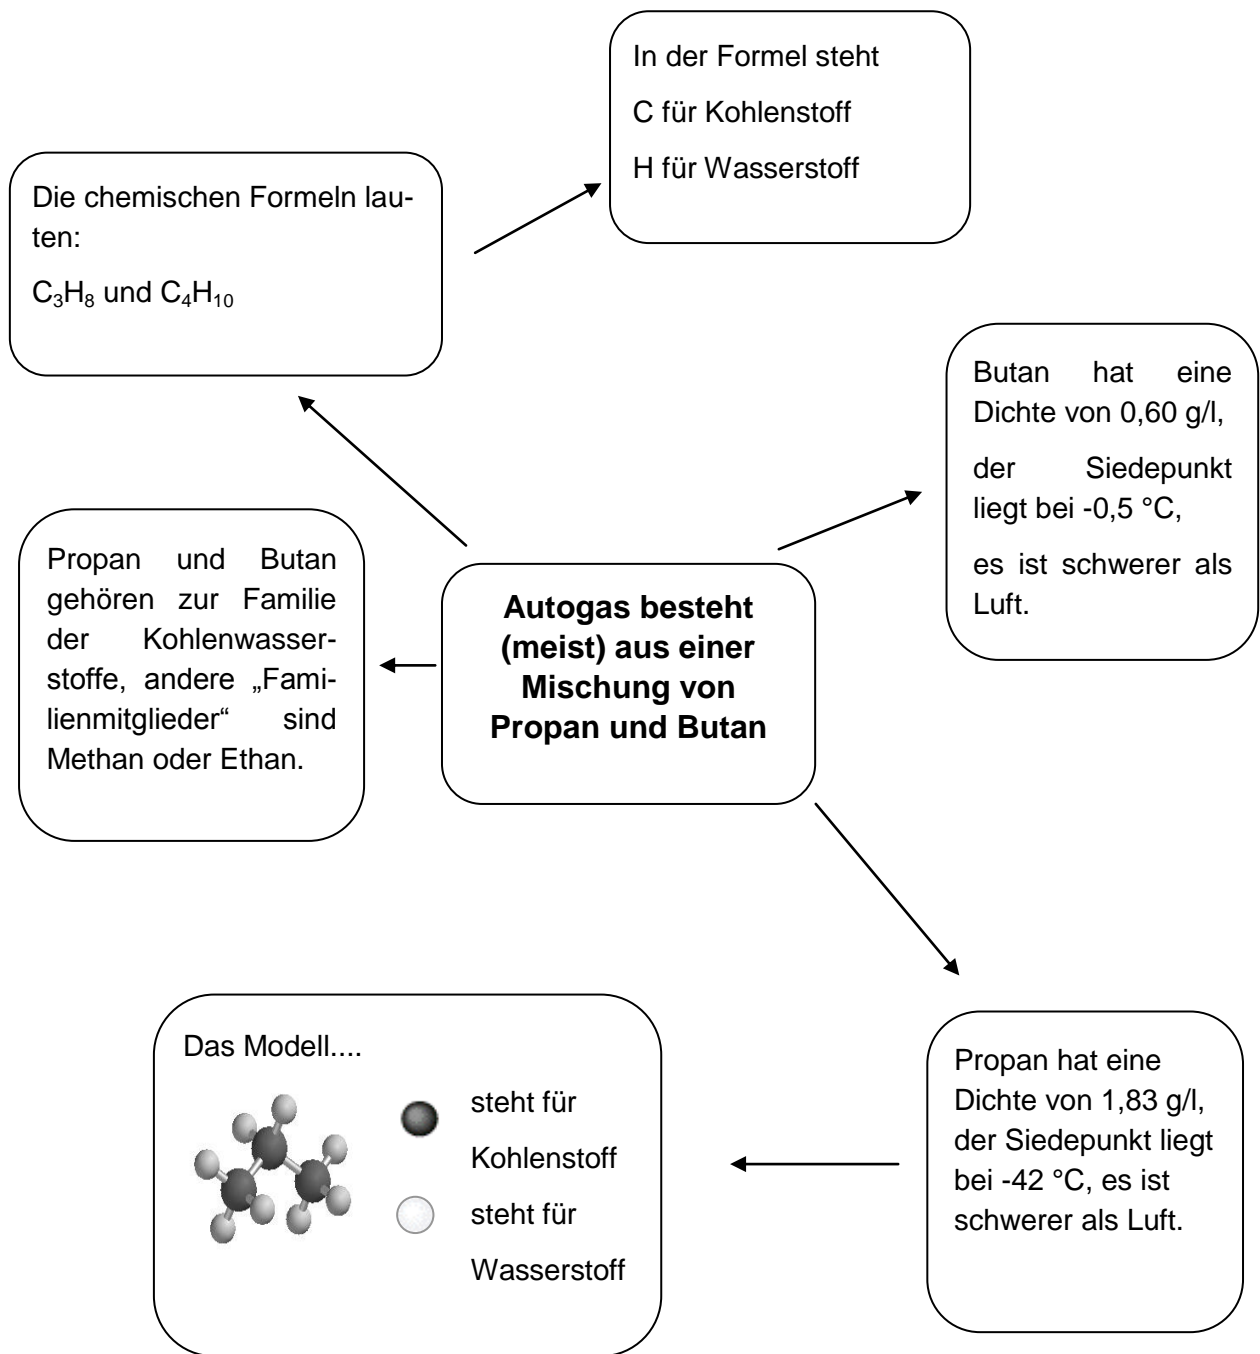 In der Formel steht
C für Kohlenstoff
H für Wasserstoff
Die chemischen Formeln lau-
ten:
C₃H₈ und C₄H₁₀
Butan hat eine
Dichte von 0,60 g/l,
der Siedepunkt
liegt bei -0,5 °C,
es ist schwerer als
Luft.
Propan und Butan
gehören zur Familie
der Kohlenwasser-
stoffe, andere „Fami-
lienmitglieder“ sind
Methan oder Ethan.
Autogas besteht
(meist) aus einer
Mischung von
Propan und Butan
Das Modell....
steht für
Kohlenstoff
steht für
Wasserstoff
Propan hat eine
Dichte von 1,83 g/l,
der Siedepunkt liegt
bei -42 °C, es ist
schwerer als Luft.